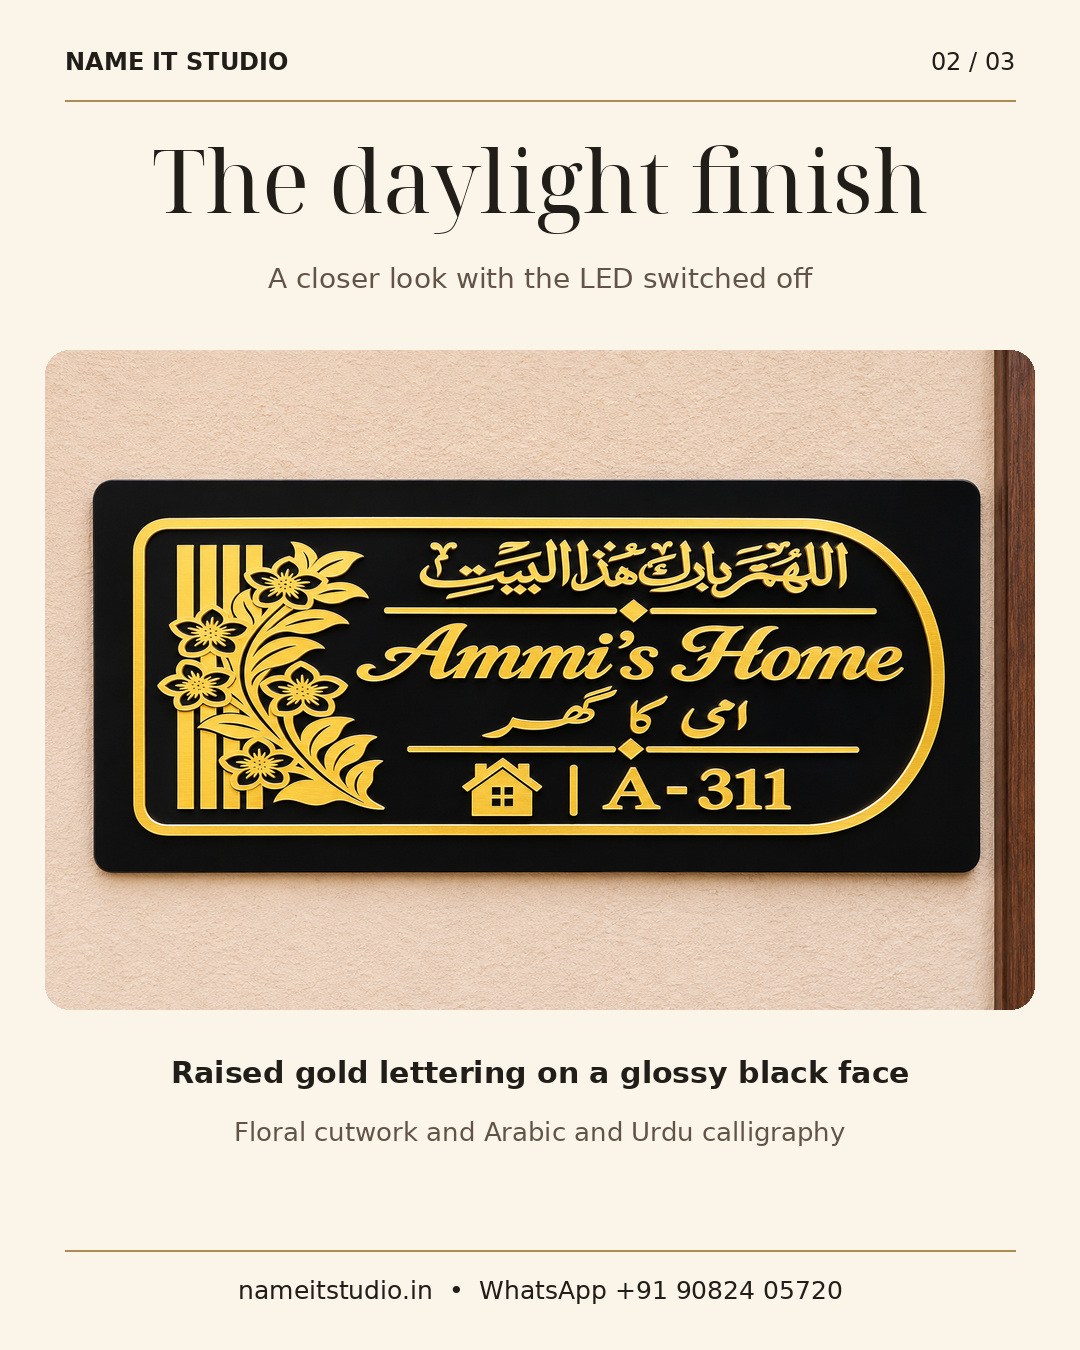 NAME IT STUDIO
02 / 03
The daylight finish
A closer look with the LED switched off
اللهم بارك هذا البيت
Ammi's Home
امی کا گھر
A-311
Raised gold lettering on a glossy black face
Floral cutwork and Arabic and Urdu calligraphy
nameitstudio.in • WhatsApp +91 90824 05720